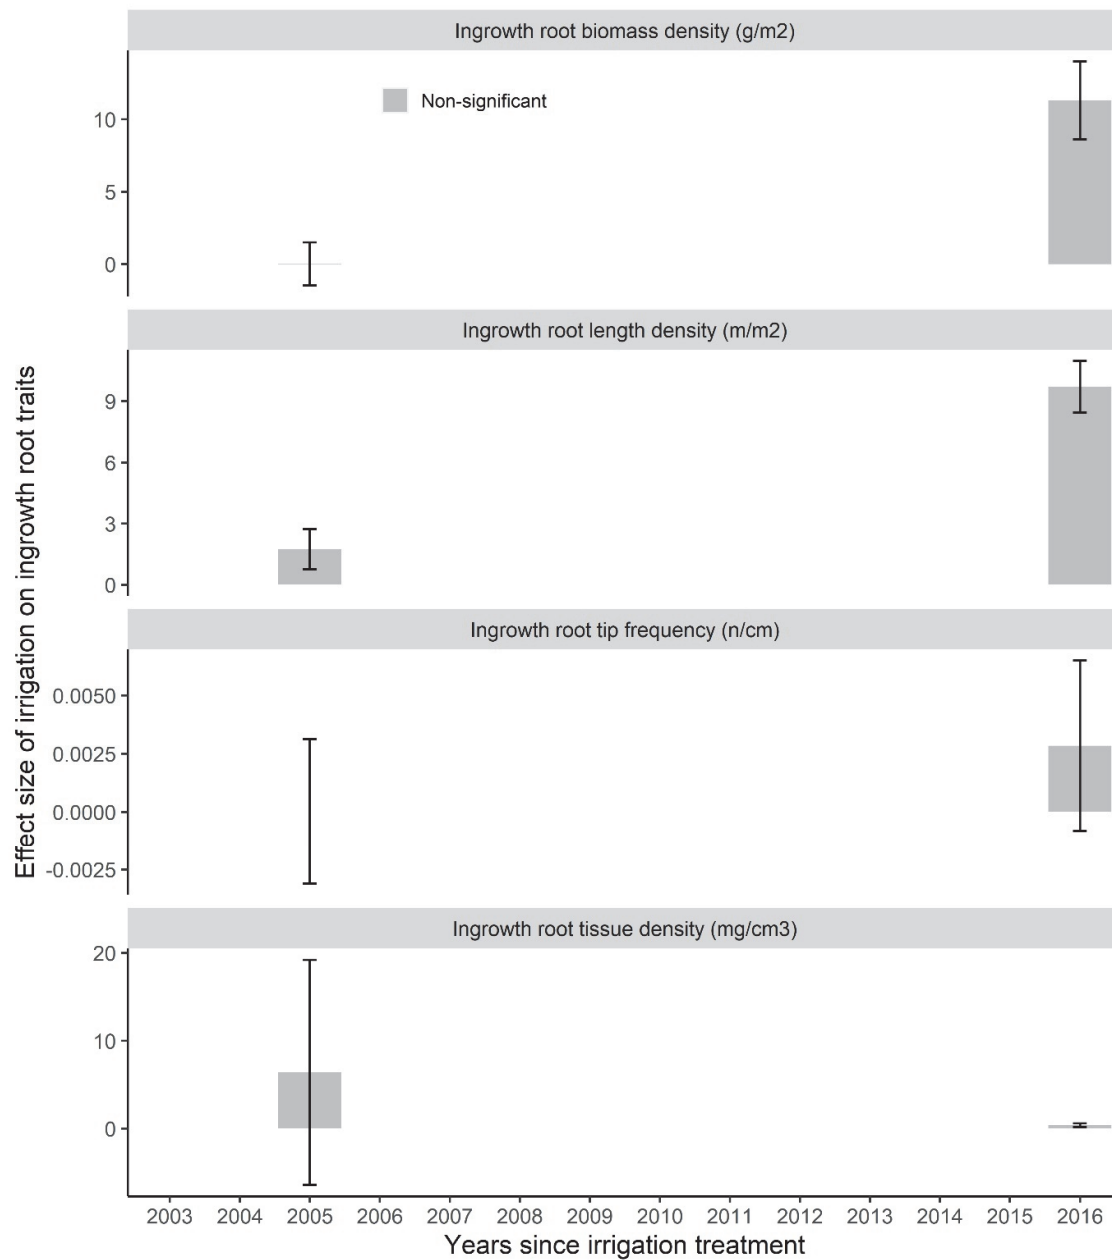 Ingrowth root biomass density (g/m2)
Non-significant
10
5
0
Ingrowth root length density (m/m2)
9
6
3
0
Ingrowth root tip frequency (n/cm)
0.0050
0.0025
0.0000
-0.0025
Ingrowth root tissue density (mg/cm3)
20
10
0
Effect size of irrigation on ingrowth root traits
2003 2004 2005 2006 2007 2008 2009 2010 2011 2012 2013 2014 2015 2016
Years since irrigation treatment